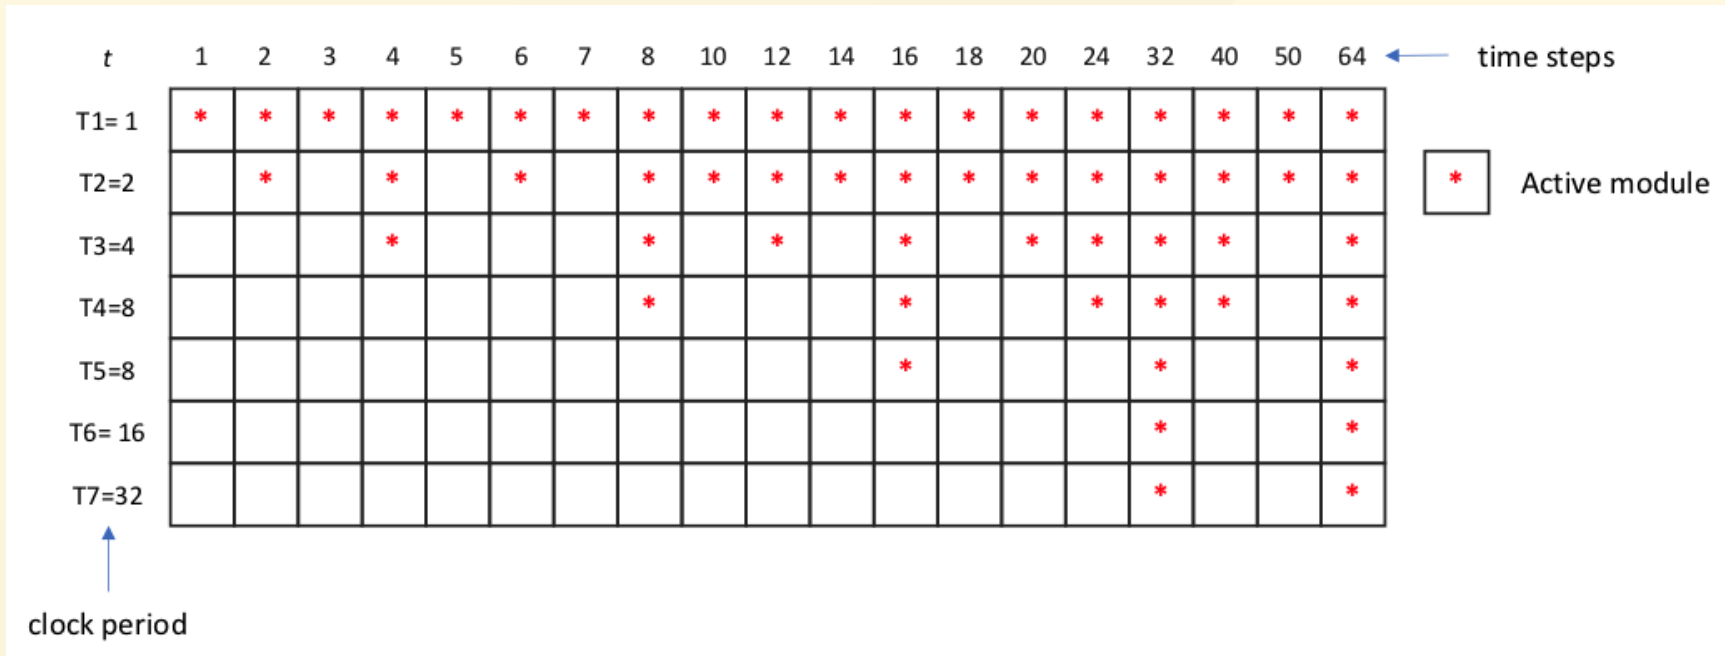 t 1 2 3 4 5 6 7 8 10 12 14 16 18 20 24 32 40 50 64 time steps
T1= 1 * * * * * * * * * * * * * * * * * * *
T2=2 * * * * * * * * * * * * * * *
T3=4 * * * * * * * * *
T4=8 * * * * * *
T5=8 * * *
T6= 16 * *
T7=32 * *
* Active module
clock period